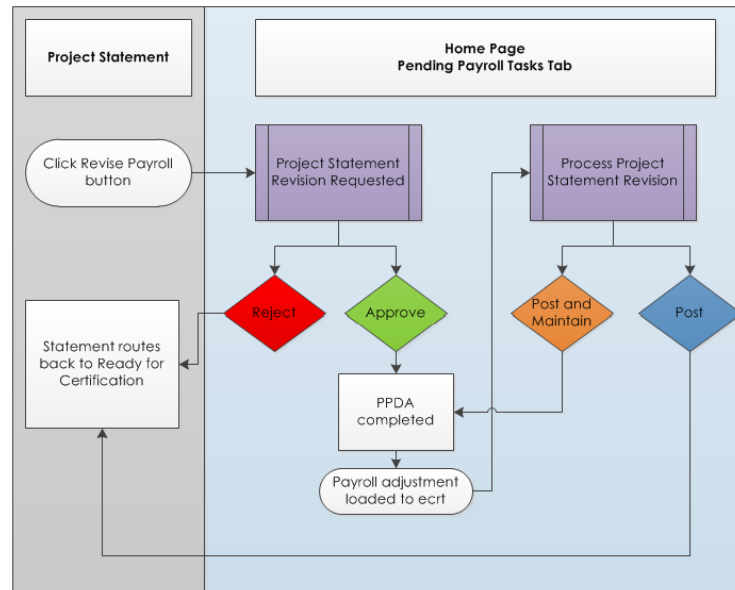 Project Statement
Home Page
Pending Payroll Tasks Tab
Click Revise Payroll
button
Project Statement
Revision Requested
Process Project
Statement Revision
Reject
Approve
Post and
Maintain
Post
Statement routes
back to Ready for
Certification
PPDA
completed
Payroll adjustment
loaded to ecrt